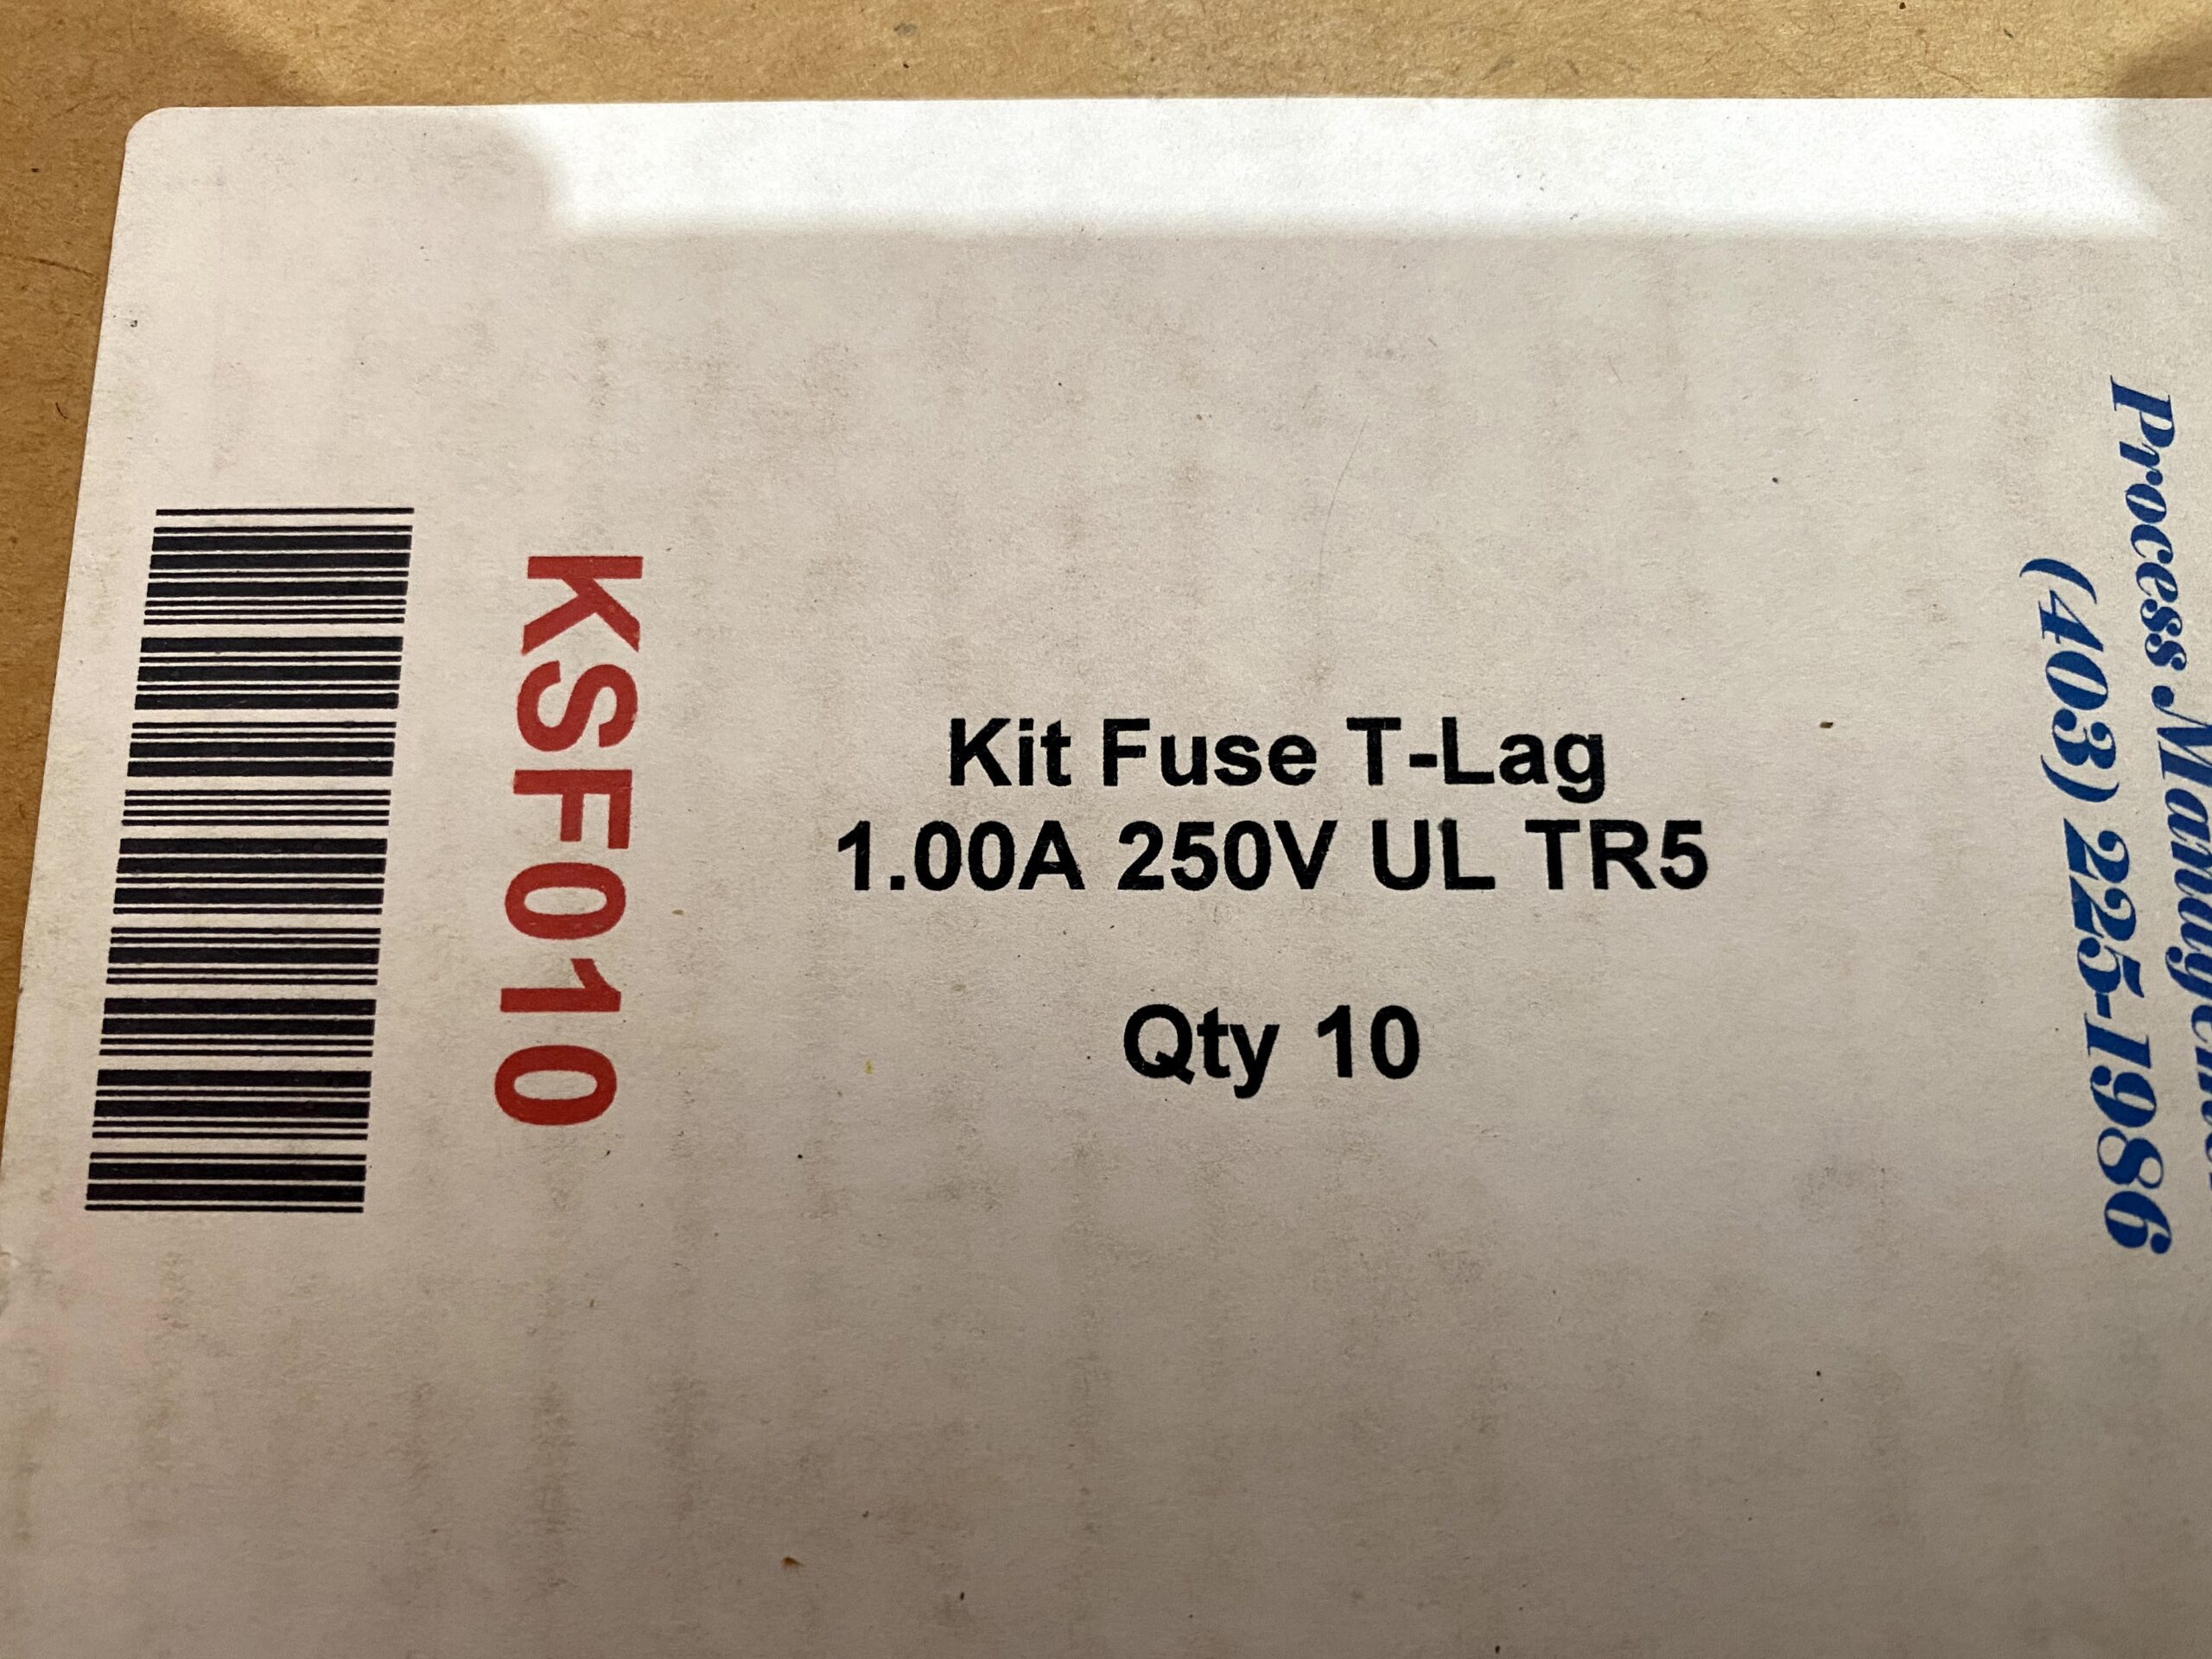 KSF010
Kit Fuse T-Lag
1.00A 250V UL TR5
Qty 10
Process
(403) 225-1986